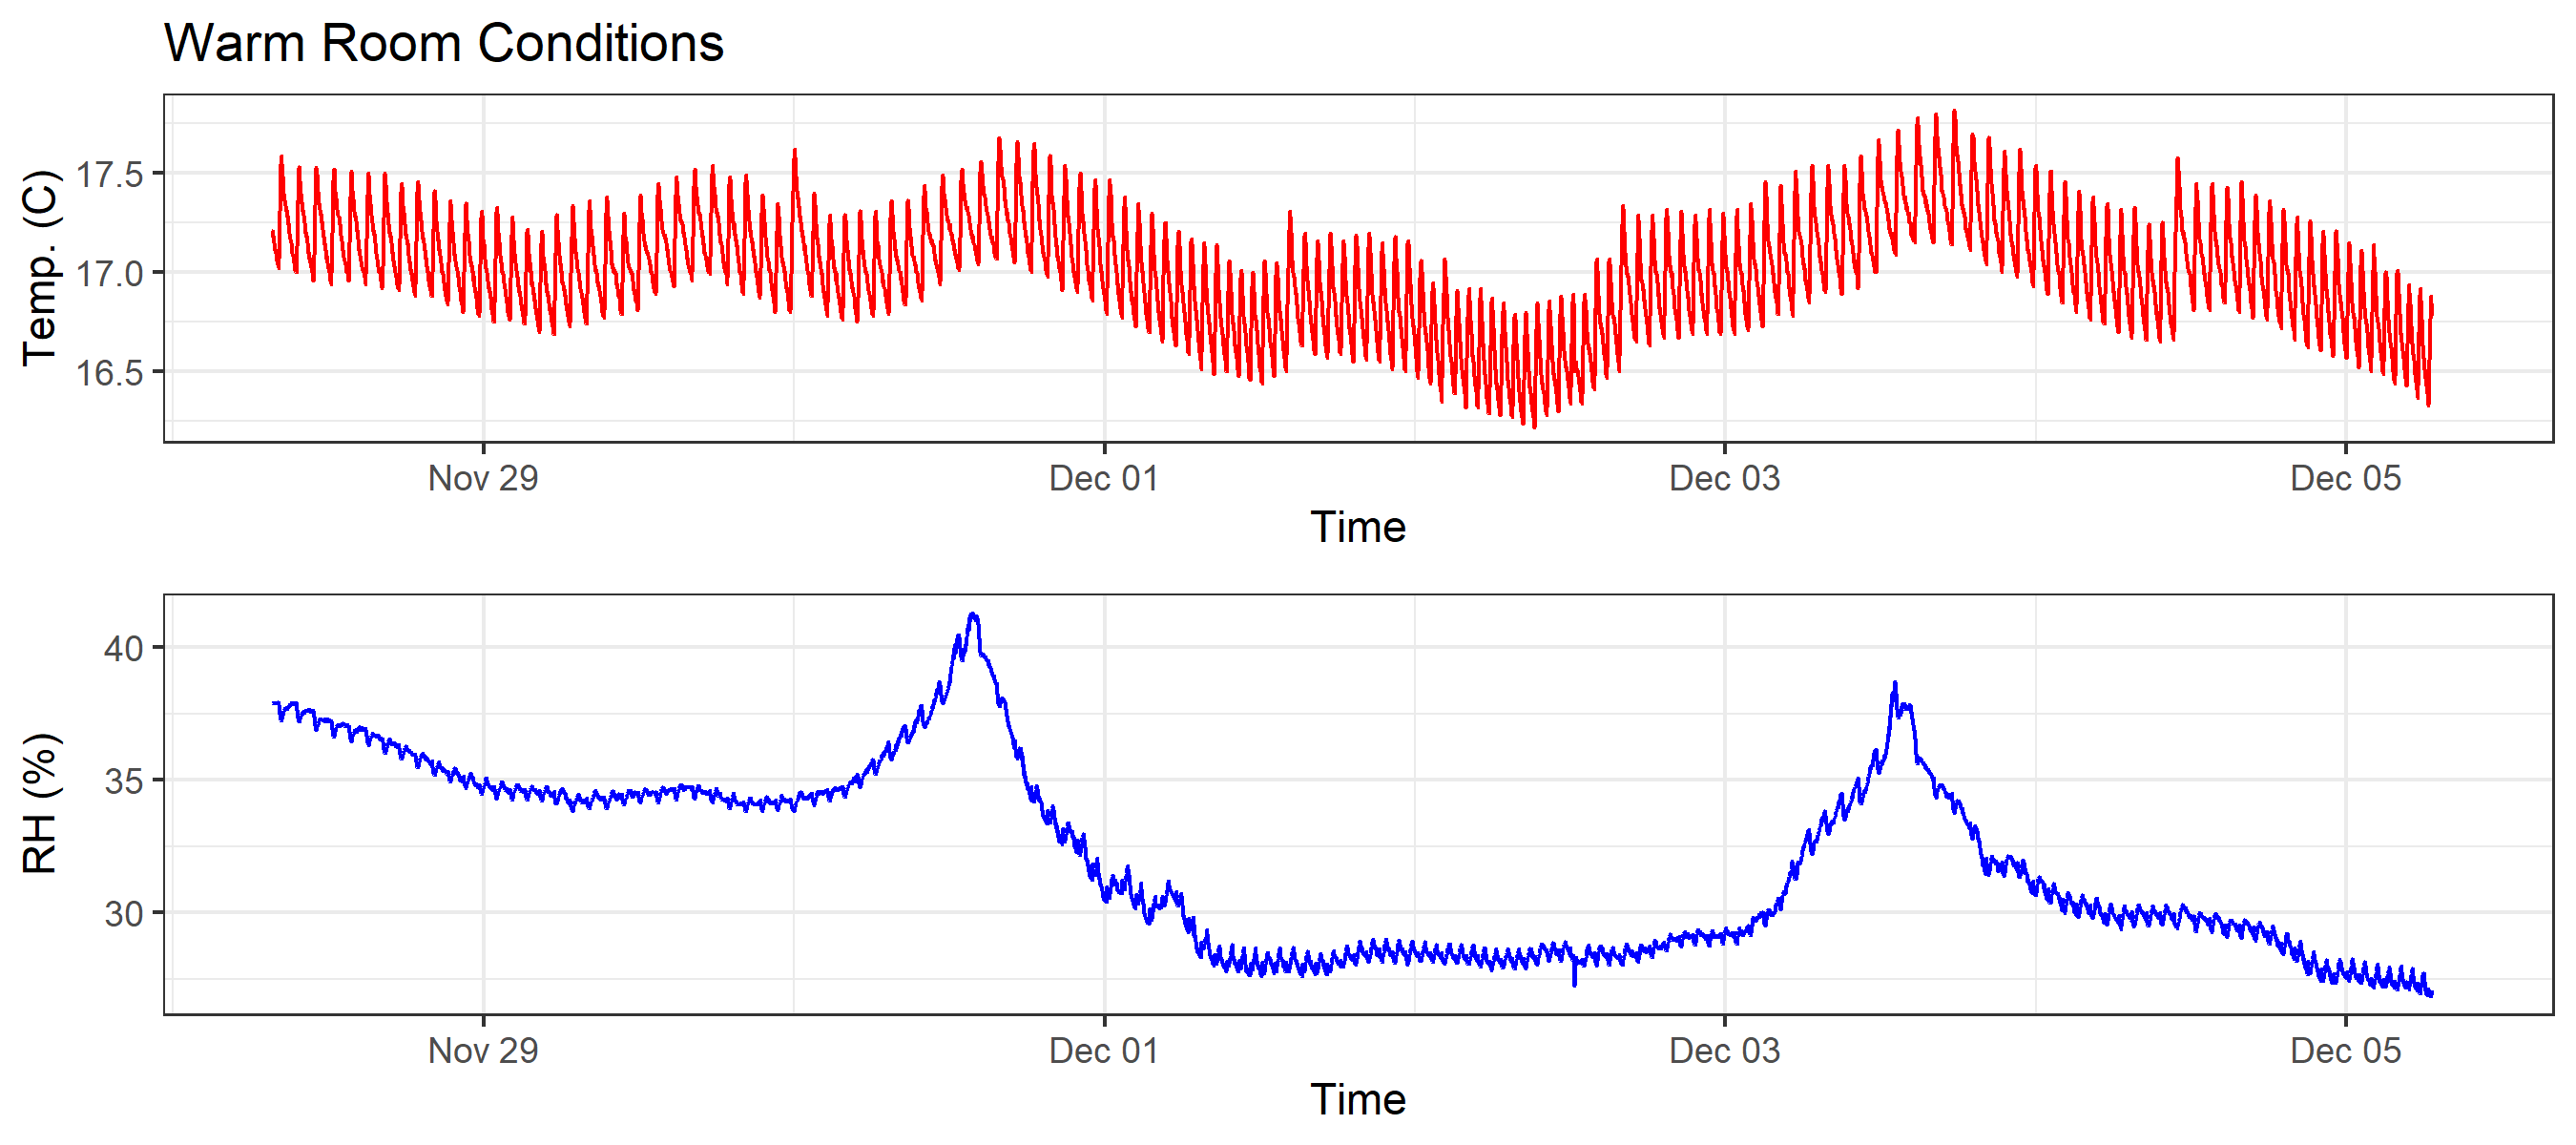 Warm Room Conditions
Temp. (C)
17.5
17.0
16.5
Nov 29 Dec 01 Dec 03 Dec 05
Time
RH (%)
40
35
30
Nov 29 Dec 01 Dec 03 Dec 05
Time